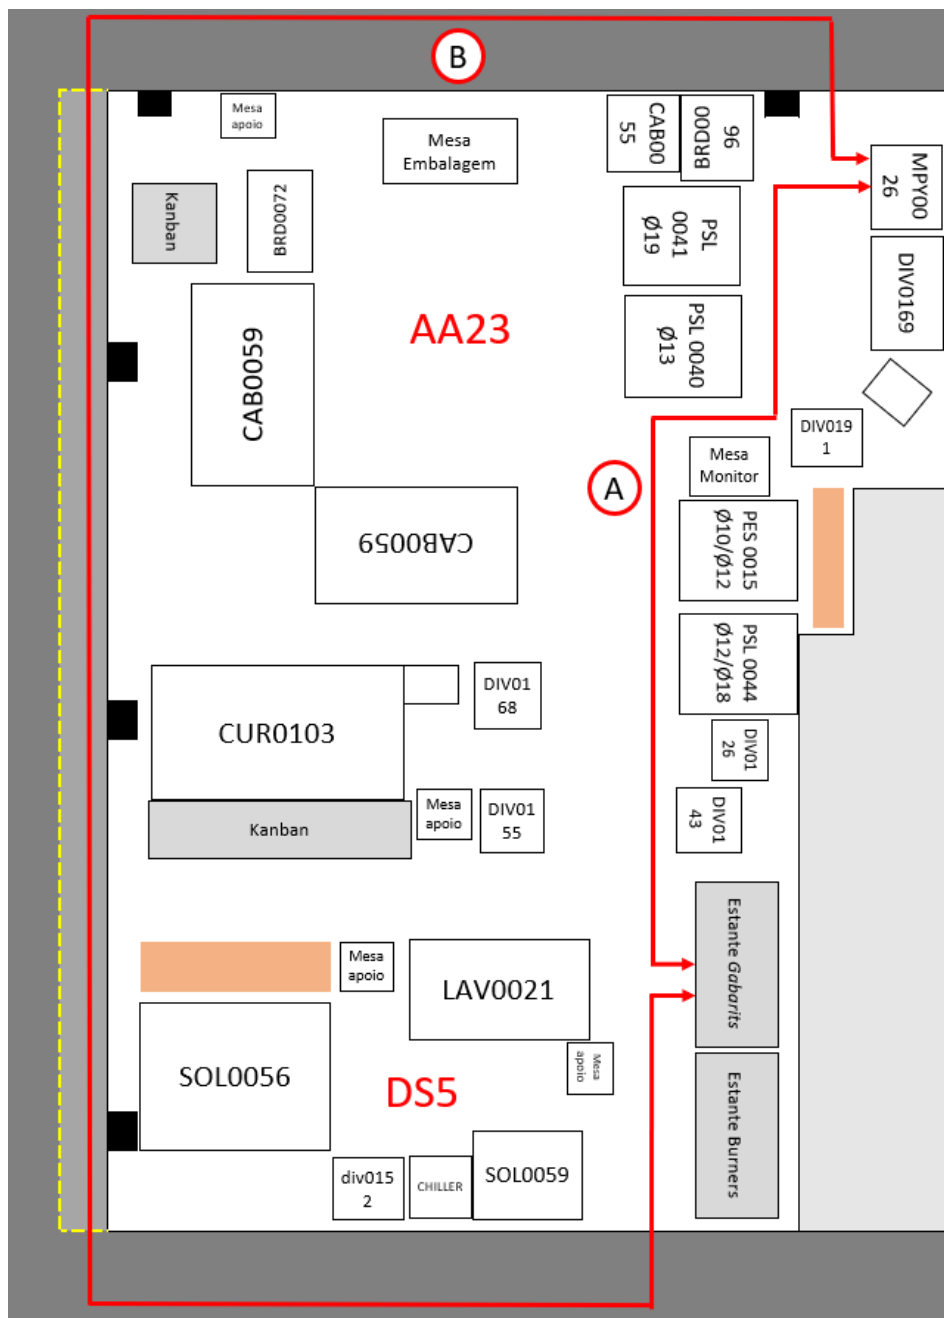 B
Mesa
apoio
Mesa
Embalagem
CAB00
55
BRD00
96
MPY00
26
Kanban
BRD0072
PSL
0041
Ø19
DIV0169
CAB0059
AA23
PSL 0040
Ø13
DIV019
1
Mesa
Monitor
A
CAB0059
PES 0015
Ø10/Ø12
PSL 0044
Ø12/Ø18
DIV01
68
CUR0103
DIV01
26
Mesa
apoio
DIV01
55
DIV01
43
Kanban
Estante Gabarits
Mesa
apoio
LAV0021
SOL0056
Mesa
apoio
DS5
Estante Burners
div015
2
CHILLER
SOL0059